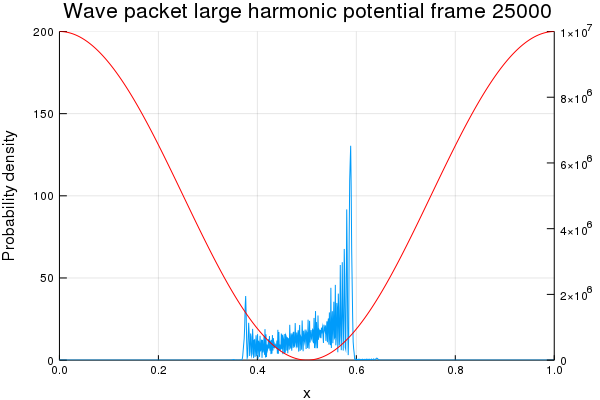 Wave packet large harmonic potential frame 25000
200
150
100
50
0
Probability density
1×10⁷
8×10⁶
6×10⁶
4×10⁶
2×10⁶
0
0.0 0.2 0.4 0.6 0.8 1.0
x